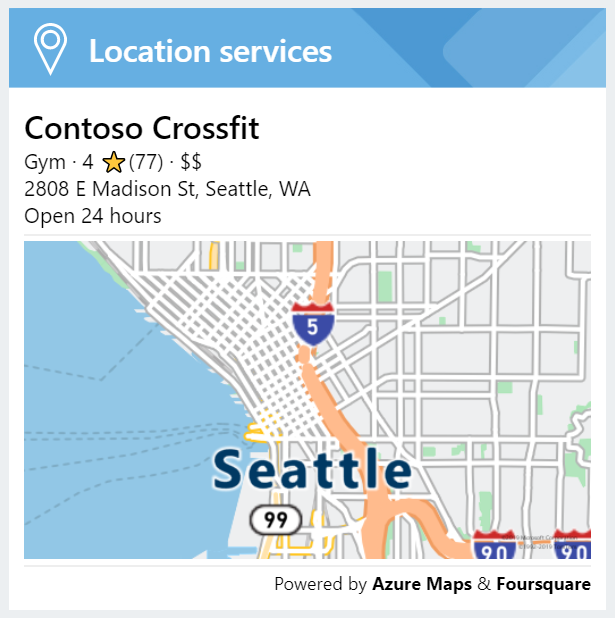 Location services
Contoso Crossfit
Gym · 4 ⭐(77) · $$
2808 E Madison St, Seattle, WA
Open 24 hours
5
Seattle
99
90
90
Powered by Azure Maps & Foursquare